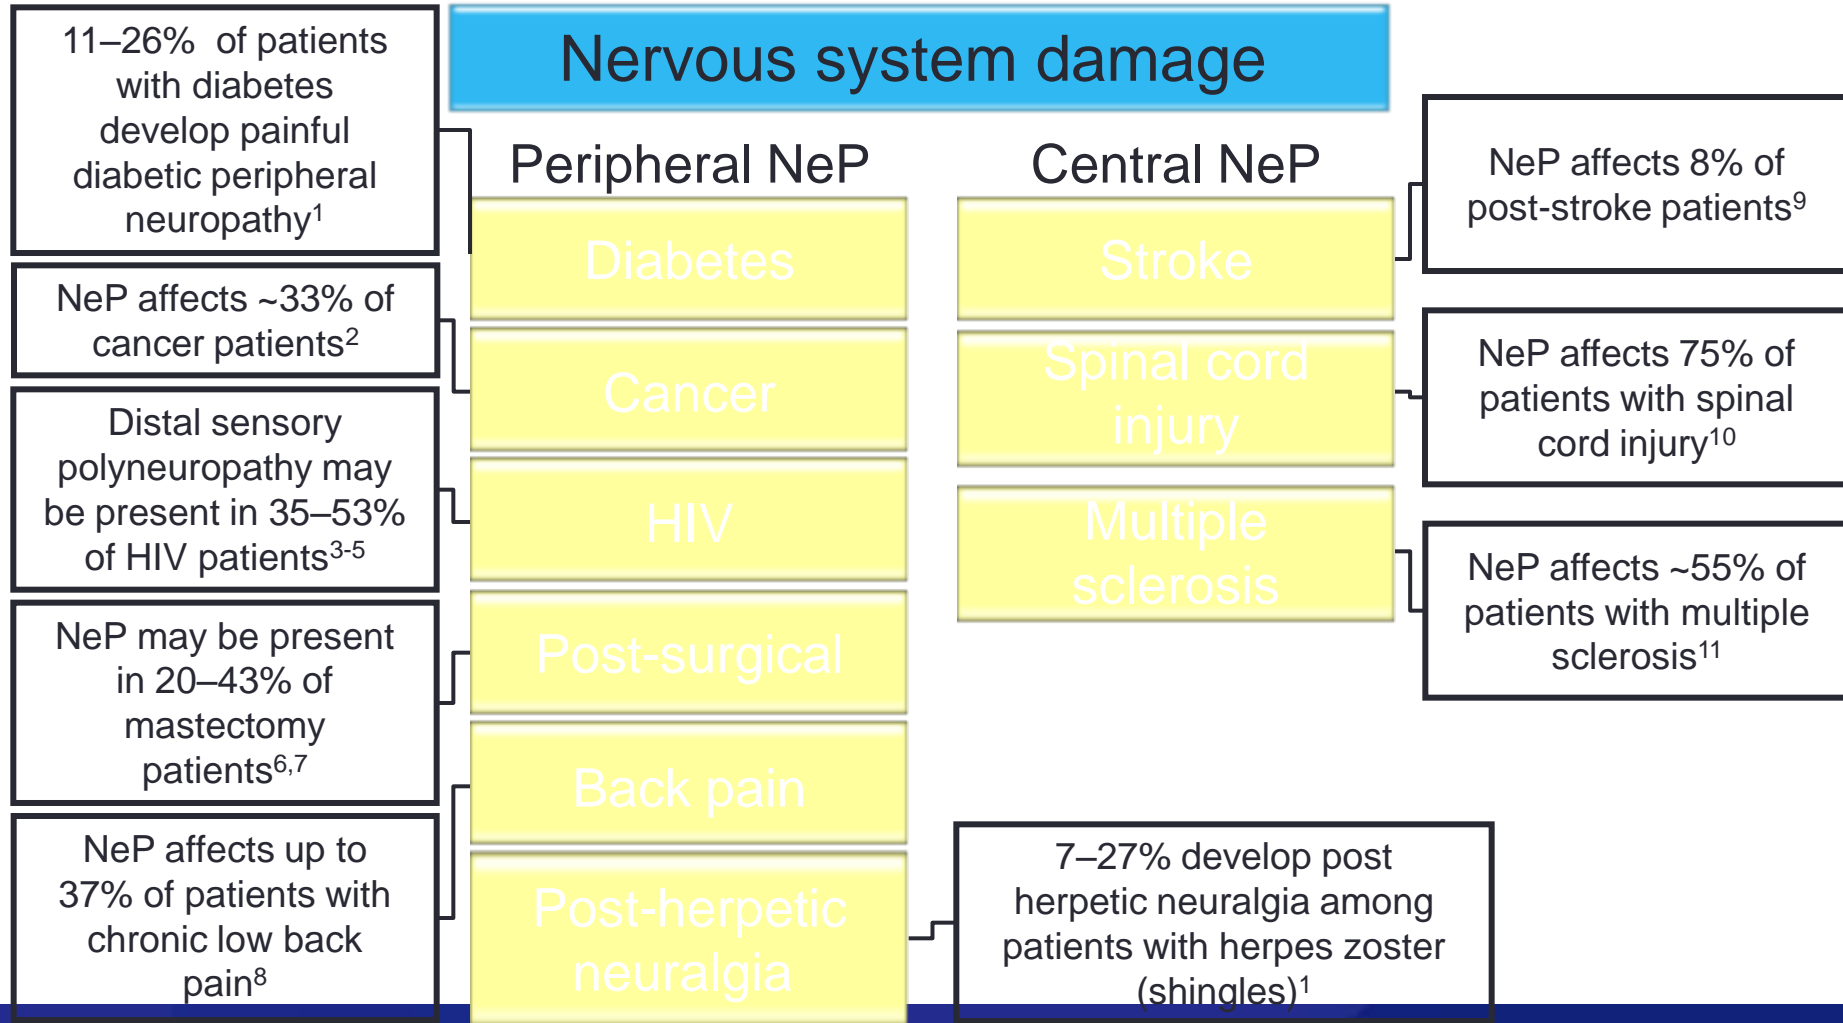 Nervous system damage
11–26% of patients
with diabetes
develop painful
diabetic peripheral
neuropathy¹
NeP affects ~33% of
cancer patients²
Distal sensory
polyneuropathy may
be present in 35–53%
of HIV patients³⁻⁵
NeP may be present
in 20–43% of
mastectomy
patients⁶,⁷
NeP affects up to
37% of patients with
chronic low back
pain⁸
Peripheral NeP
Diabetes
Cancer
HIV
Post-surgical
Back pain
Post-herpetic
neuralgia
Central NeP
Stroke
Spinal cord
injury
Multiple
sclerosis
NeP affects 8% of
post-stroke patients⁹
NeP affects 75% of
patients with spinal
cord injury¹⁰
NeP affects ~55% of
patients with multiple
sclerosis¹¹
7–27% develop post
herpetic neuralgia among
patients with herpes zoster
(shingles)¹